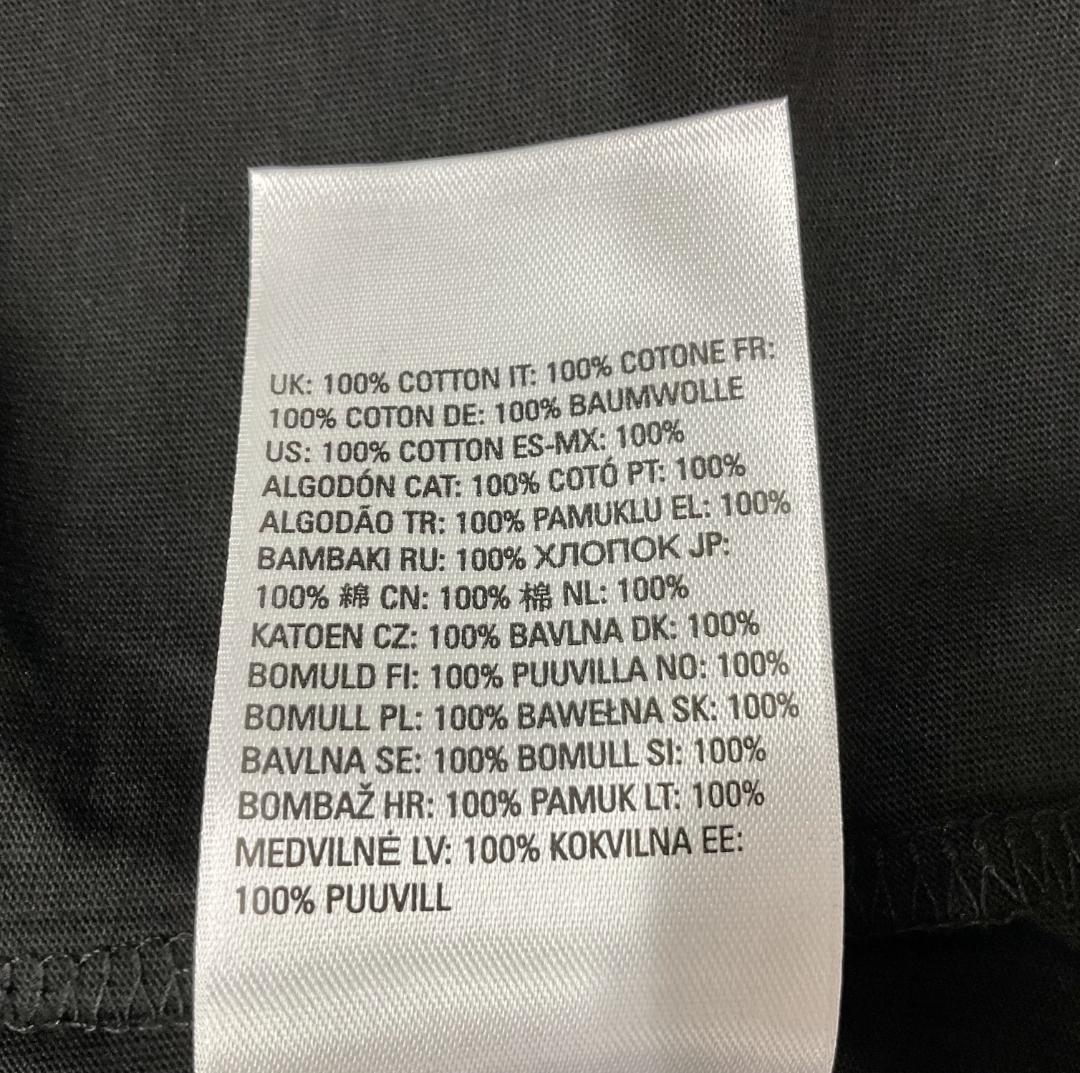 UK: 100% COTTON IT: 100% COTONE FR:
100% COTON DE: 100% BAUMWOLLE
US: 100% COTTON ES-MX: 100%
ALGODÓN CAT: 100% COTÓ PT: 100%
ALGODÃO TR: 100% PAMUKLU EL: 100%
BAMBAKI RU: 100% ХЛОПОК JP:
100% 綿 CN: 100% 棉 NL: 100%
KATOEN CZ: 100% BAVLNA DK: 100%
BOMULD FI: 100% PUUVILLA NO: 100%
BOMULL PL: 100% BAWEŁNA SK: 100%
BAVLNA SE: 100% BOMULL SI: 100%
BOMBAŽ HR: 100% PAMUK LT: 100%
MEDVILNĖ LV: 100% KOKVILNA EE:
100% PUUVILL